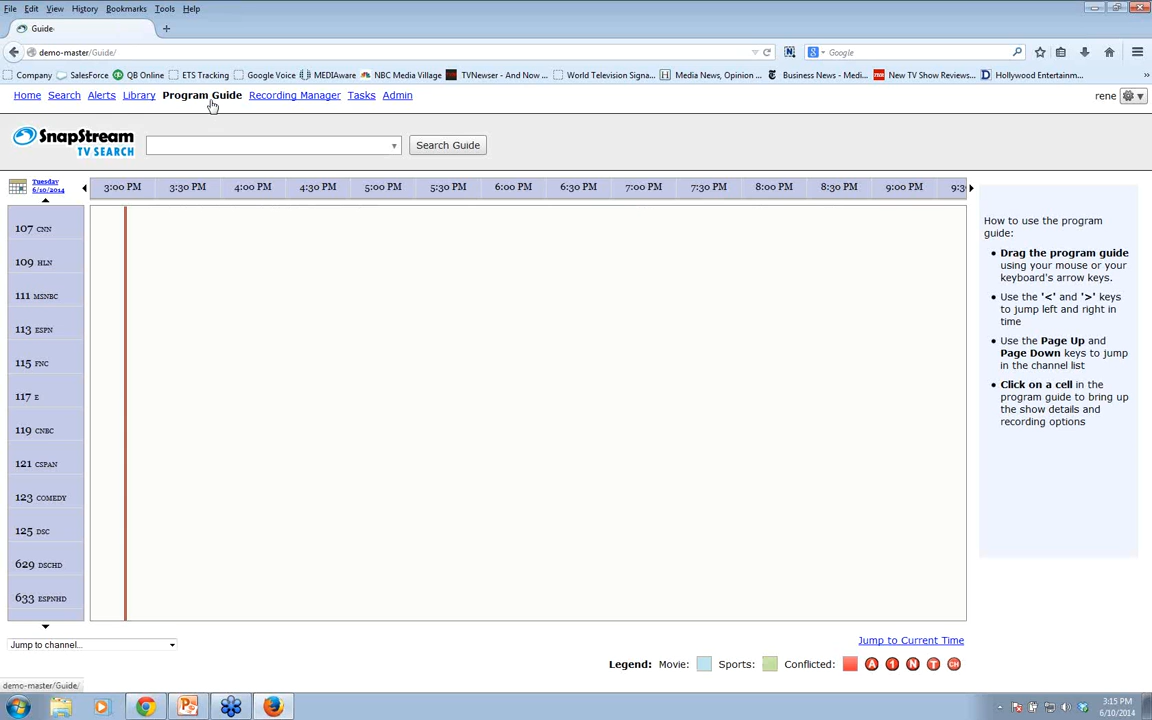 File Edit View History Bookmarks Tools Help
Guide
demo-master/Guide/
Google
Company SalesForce QB Online ETS Tracking Google Voice MEDIAware NBC Media Village TVNewser - And Now ... World Television Signa... Media News, Opinion ... Business News - Medi... New TV Show Reviews... Hollywood Entertainm...
Home Search Alerts Library Program Guide Recording Manager Tasks Admin
rene
SnapStream
TV SEARCH
Search Guide
Tuesday
6/10/2014
3:00 PM 3:30 PM 4:00 PM 4:30 PM 5:00 PM 5:30 PM 6:00 PM 6:30 PM 7:00 PM 7:30 PM 8:00 PM 8:30 PM 9:00 PM 9:3
107 CNN
109 HLN
111 MSNBC
113 ESPN
115 FNC
117 E
119 CNBC
121 CSPAN
123 COMEDY
125 DSC
629 DSCHD
633 ESPNHD
How to use the program
guide:
• Drag the program guide
using your mouse or your
keyboard's arrow keys.
• Use the '<' and '>' keys
to jump left and right in
time
• Use the Page Up and
Page Down keys to jump
in the channel list
• Click on a cell in the
program guide to bring up
the show details and
recording options
Jump to Current Time
Jump to channel...
Legend: Movie: Sports: Conflicted: A 1 N T CH
demo-master/Guide/
3:15 PM
6/10/2014